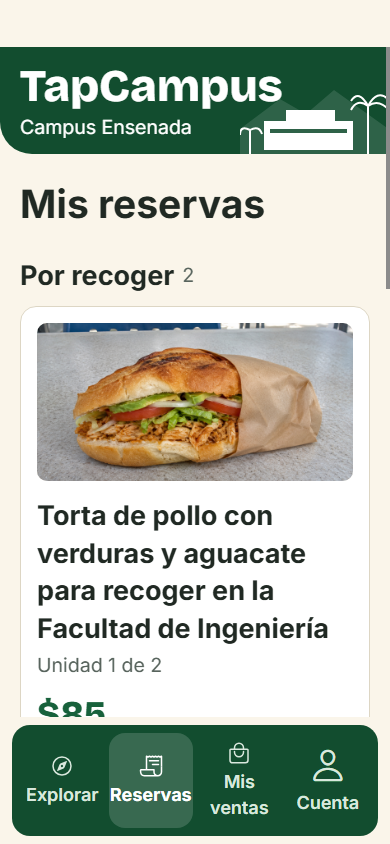 TapCampus
Campus Ensenada
Mis reservas
Por recoger 2
Torta de pollo con
verduras y aguacate
para recoger en la
Facultad de Ingeniería
Unidad 1 de 2
$85
Explorar
Reservas
Mis
ventas
Cuenta